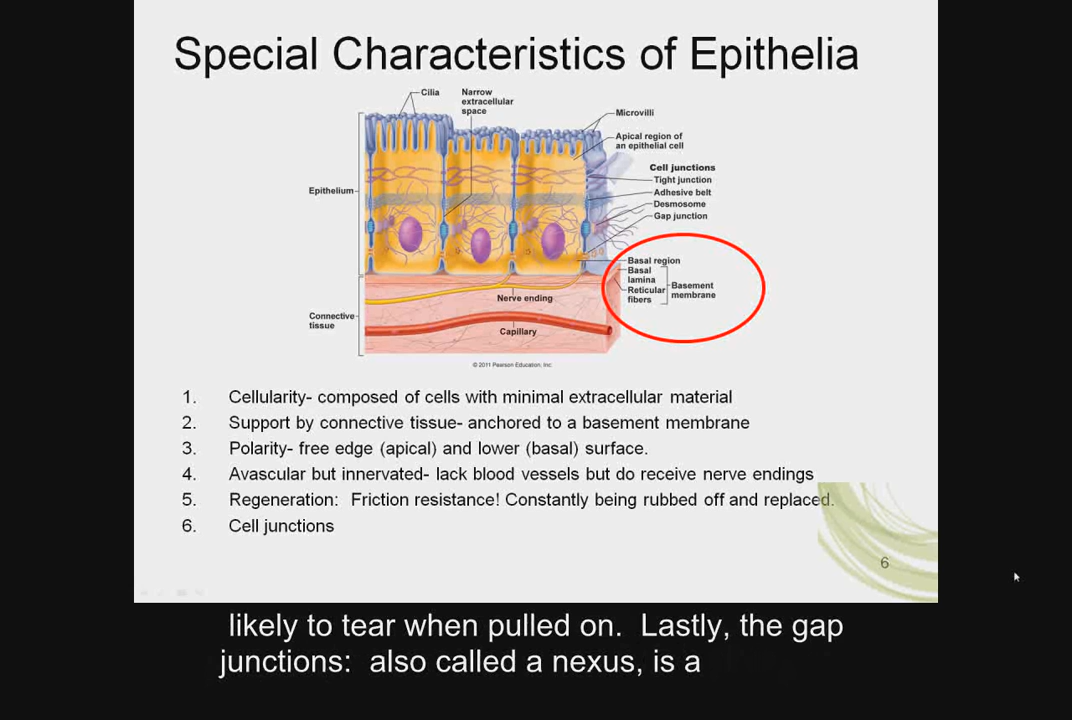 Special Characteristics of Epithelia
Cilia
Narrow
extracellular
space
Microvilli
Apical region of
an epithelial cell
Cell junctions
Tight junction
Adhesive belt
Desmosome
Gap junction
Epithelium
Basal region
Basal
lamina
Reticular
fibers
Basement
membrane
Nerve ending
Connective
tissue
Capillary
© 2011 Pearson Education, Inc.
1. Cellularity- composed of cells with minimal extracellular material
2. Support by connective tissue- anchored to a basement membrane
3. Polarity- free edge (apical) and lower (basal) surface.
4. Avascular but innervated- lack blood vessels but do receive nerve endings
5. Regeneration: Friction resistance! Constantly being rubbed off and replaced.
6. Cell junctions
6
likely to tear when pulled on. Lastly, the gap
junctions: also called a nexus, is a